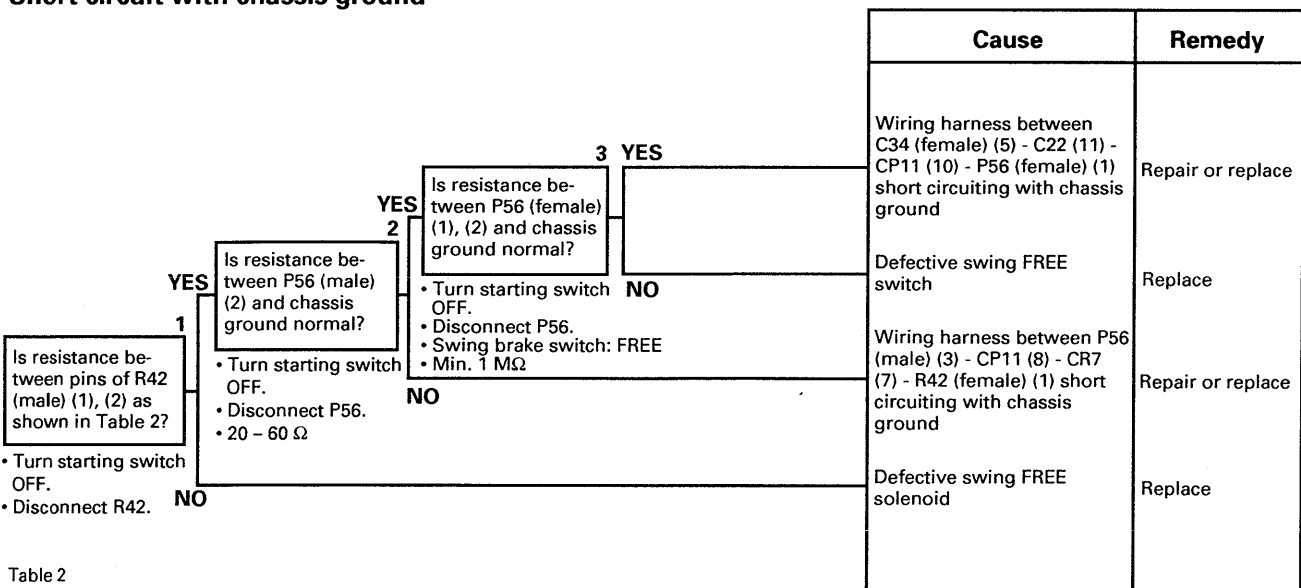 Short circuit with chassis ground
Cause
Remedy
Wiring harness between
C34 (female) (5) - C22 (11) -
CP11 (10) - P56 (female) (1)
short circuiting with chassis
ground
Repair or replace
Defective swing FREE
switch
Replace
Wiring harness between P56
(male) (3) - CP11 (8) - CR7
(7) - R42 (female) (1) short
circuiting with chassis
ground
Repair or replace
Defective swing FREE
solenoid
Replace
3 YES
Is resistance be-
tween P56 (female)
(1), (2) and chassis
ground normal?
• Turn starting switch
OFF.
• Disconnect P56.
• Swing brake switch: FREE
• Min. 1 MΩ
NO
YES
2
Is resistance be-
tween P56 (male)
(2) and chassis
ground normal?
• Turn starting switch
OFF.
• Disconnect P56.
• 20 – 60 Ω
NO
YES
1
Is resistance be-
tween pins of R42
(male) (1), (2) as
shown in Table 2?
• Turn starting switch
OFF.
• Disconnect R42.
NO
Table 2